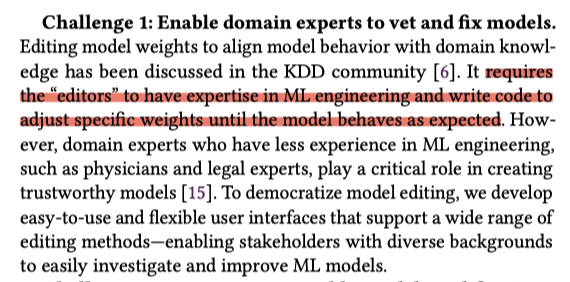 Challenge 1: Enable domain experts to vet and fix models.
Editing model weights to align model behavior with domain knowl-
edge has been discussed in the KDD community [6]. It requires
the “editors” to have expertise in ML engineering and write code to
adjust specific weights until the model behaves as expected. How-
ever, domain experts who have less experience in ML engineering,
such as physicians and legal experts, play a critical role in creating
trustworthy models [15]. To democratize model editing, we develop
easy-to-use and flexible user interfaces that support a wide range of
editing methods—enabling stakeholders with diverse backgrounds
to easily investigate and improve ML models.